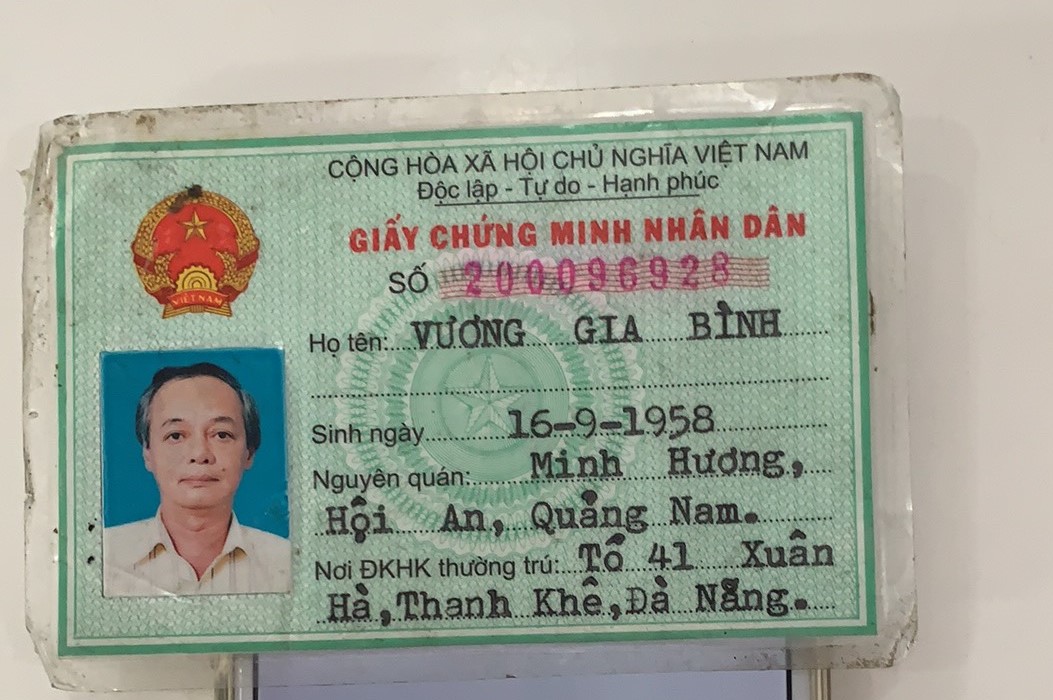 CỘNG HÒA XÃ HỘI CHỦ NGHĨA VIỆT NAM
Độc lập - Tự do - Hạnh phúc
GIẤY CHỨNG MINH NHÂN DÂN
SỐ 200096928
VIỆT NAM
Họ tên: VƯƠNG GIA BÌNH
Sinh ngày 16-9-1958
Nguyên quán: Minh Hương,
Hội An, Quảng Nam.
Nơi ĐKHK thường trú: Tổ 41 Xuân
Hà, Thanh Khê, Đà Nẵng.